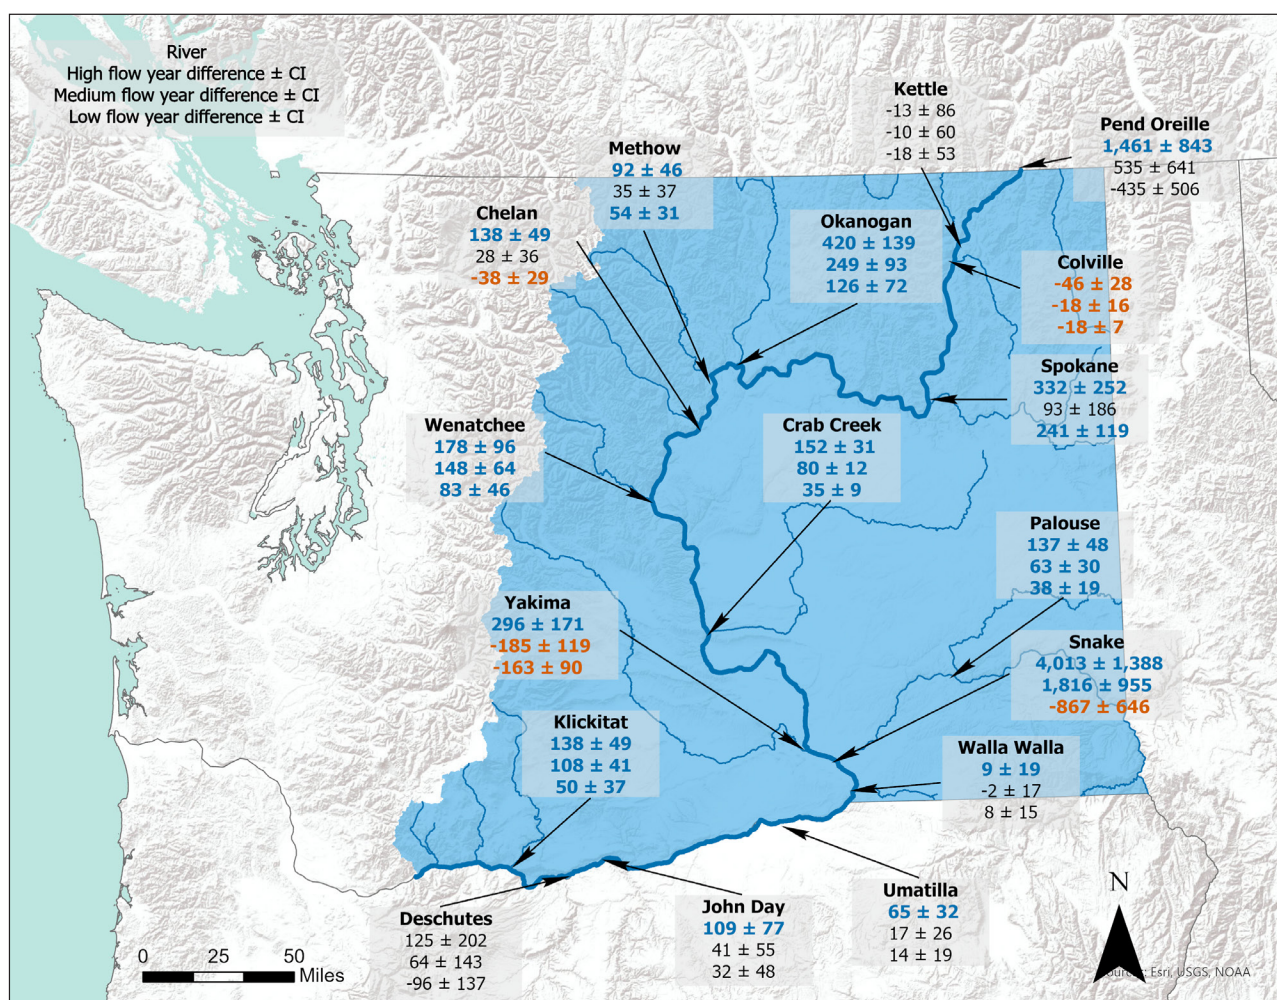 River
High flow year difference ± CI
Medium flow year difference ± CI
Low flow year difference ± CI
Kettle
-13 ± 86
-10 ± 60
-18 ± 53
Pend Oreille
1,461 ± 843
535 ± 641
-435 ± 506
Methow
92 ± 46
35 ± 37
54 ± 31
Chelan
138 ± 49
28 ± 36
-38 ± 29
Okanogan
420 ± 139
249 ± 93
126 ± 72
Colville
-46 ± 28
-18 ± 16
-18 ± 7
Spokane
332 ± 252
93 ± 186
241 ± 119
Wenatchee
178 ± 96
148 ± 64
83 ± 46
Crab Creek
152 ± 31
80 ± 12
35 ± 9
Palouse
137 ± 48
63 ± 30
38 ± 19
Yakima
296 ± 171
-185 ± 119
-163 ± 90
Snake
4,013 ± 1,388
1,816 ± 955
-867 ± 646
Klickitat
138 ± 49
108 ± 41
50 ± 37
Walla Walla
9 ± 19
-2 ± 17
8 ± 15
Deschutes
125 ± 202
64 ± 143
-96 ± 137
John Day
109 ± 77
41 ± 55
32 ± 48
Umatilla
65 ± 32
17 ± 26
14 ± 19
N
0 25 50
Miles
Esri, USGS, NOAA